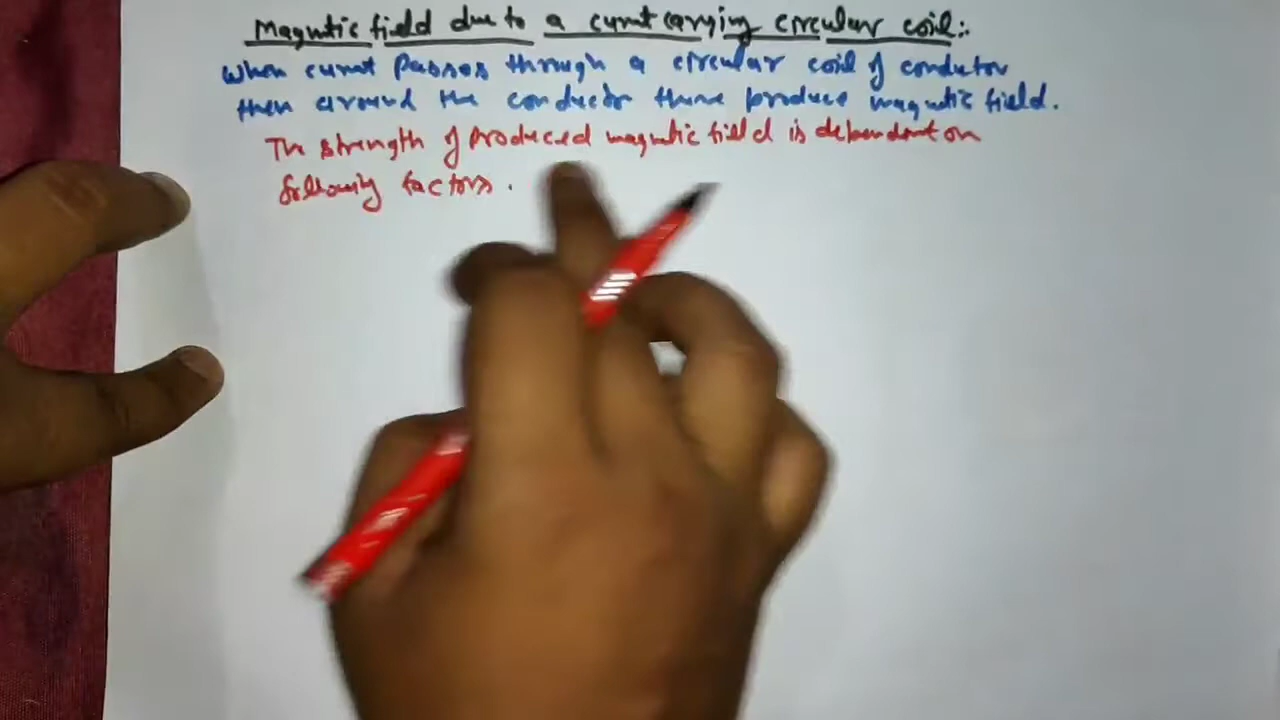 Magnetic field due to a current carrying circular coil:-
When current passes through a circular coil of conductor
then around the conductor there produce magnetic field.
The strength of produced magnetic field is dependent on
following factors.